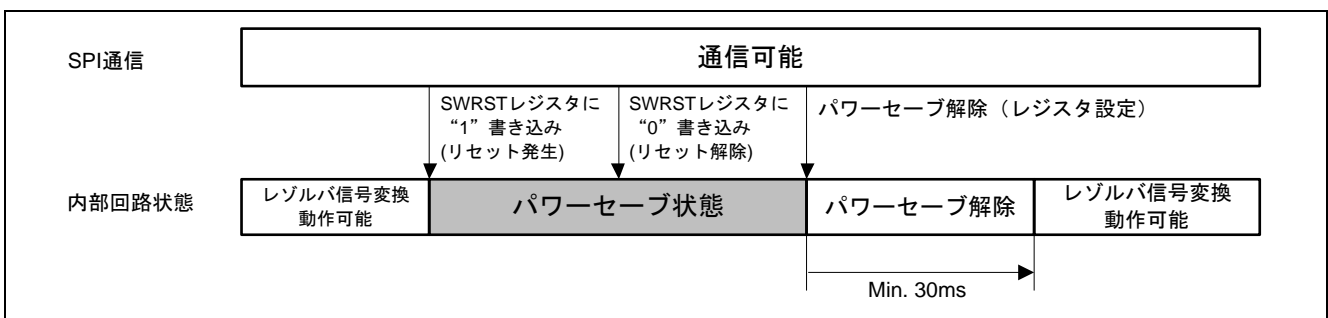 SPI通信
通信可能
SWRSTレジスタに
“1”書き込み
(リセット発生)
SWRSTレジスタに
“0”書き込み
(リセット解除)
パワーセーブ解除（レジスタ設定）
内部回路状態
レゾルバ信号変換
動作可能
パワーセーブ状態
パワーセーブ解除
レゾルバ信号変換
動作可能
Min. 30ms